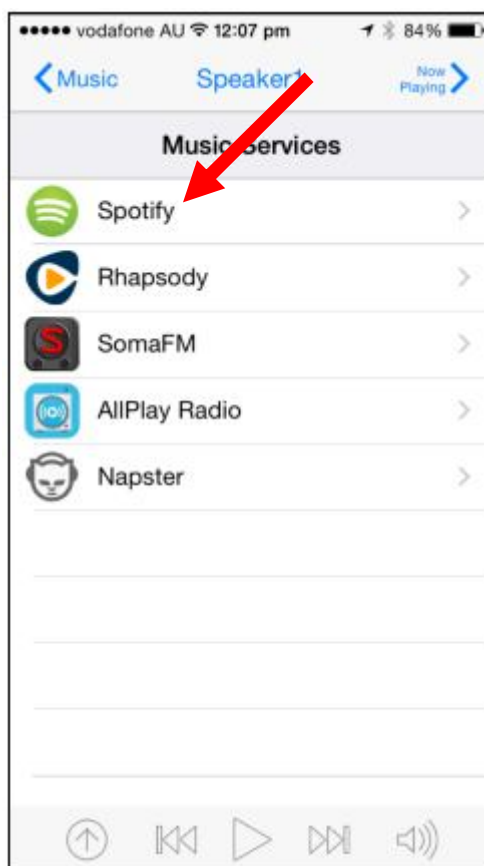 vodafone AU 12:07 pm 84%
Music Speaker1 Now Playing
Music Services
Spotify
Rhapsody
SomaFM
AllPlay Radio
Napster